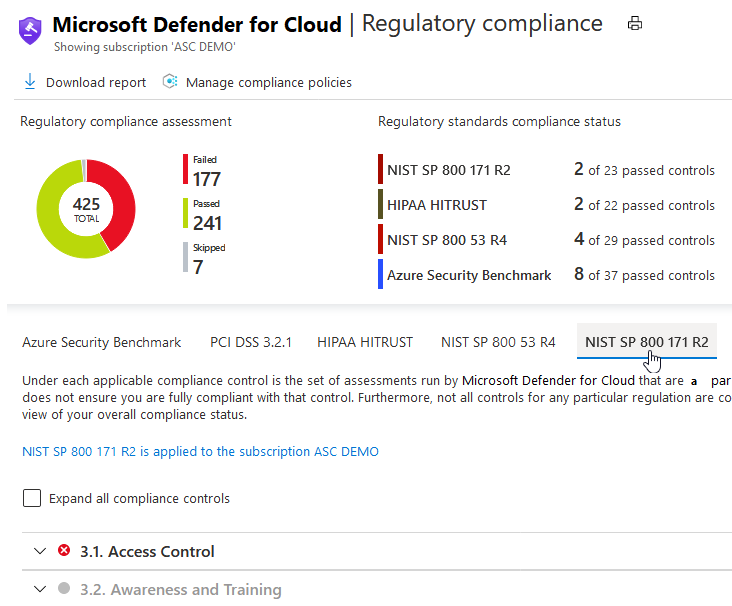 Microsoft Defender for Cloud | Regulatory compliance
Showing subscription 'ASC DEMO'
Download report Manage compliance policies
Regulatory compliance assessment
425
TOTAL
Failed
177
Passed
241
Skipped
7
Regulatory standards compliance status
NIST SP 800 171 R2 2 of 23 passed controls
HIPAA HITRUST 2 of 22 passed controls
NIST SP 800 53 R4 4 of 29 passed controls
Azure Security Benchmark 8 of 37 passed controls
Azure Security Benchmark PCI DSS 3.2.1 HIPAA HITRUST NIST SP 800 53 R4 NIST SP 800 171 R2
Under each applicable compliance control is the set of assessments run by Microsoft Defender for Cloud that are a par
does not ensure you are fully compliant with that control. Furthermore, not all controls for any particular regulation are co
view of your overall compliance status.
NIST SP 800 171 R2 is applied to the subscription ASC DEMO
Expand all compliance controls
3.1. Access Control
3.2. Awareness and Training